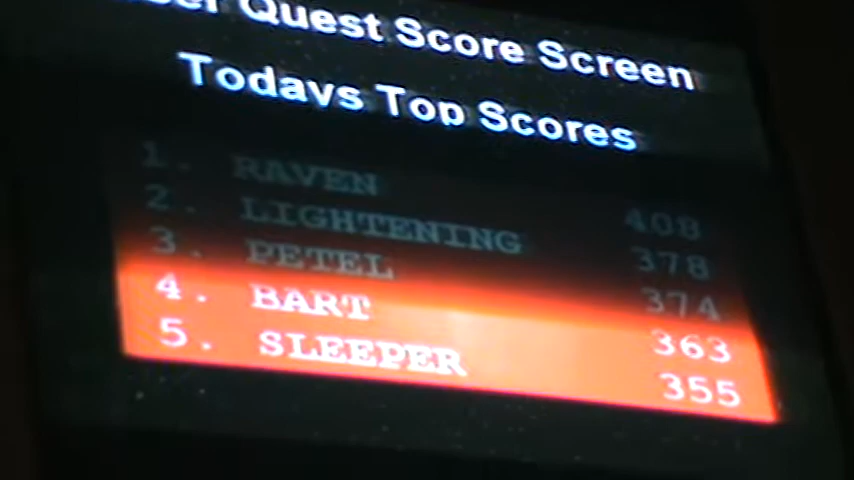 Quest Score Screen
Todays Top Scores
1. RAVEN 408
2. LIGHTENING 378
3. PETEL 374
4. BART 363
5. SLEEPER 355